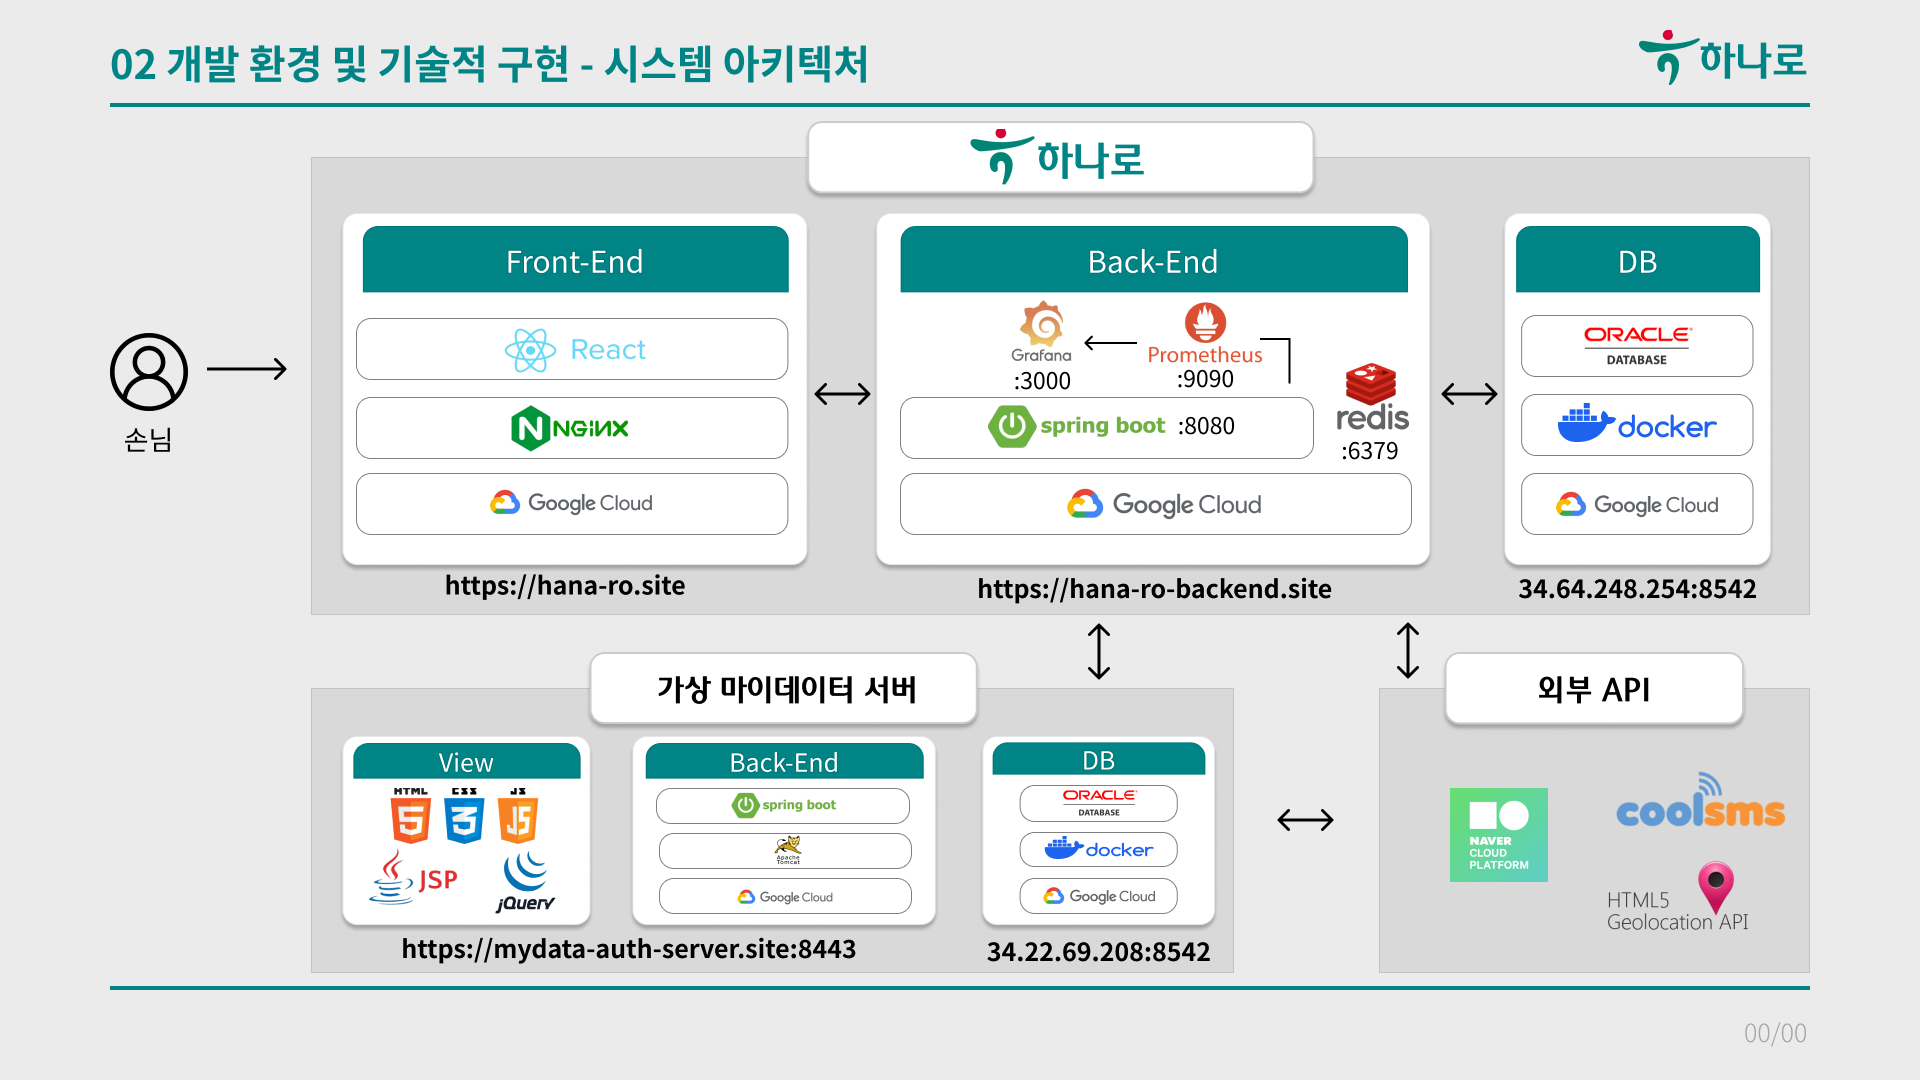 02 개발 환경 및 기술적 구현 - 시스템 아키텍처
하나로
하나로
손님
Front-End
React
NGINX
Google Cloud
https://hana-ro.site
Back-End
Grafana
:3000
Prometheus
:9090
spring boot :8080
redis
:6379
Google Cloud
https://hana-ro-backend.site
DB
ORACLE
DATABASE
docker
Google Cloud
34.64.248.254:8542
가상 마이데이터 서버
View
HTML
5
CSS
3
JS
JS
JSP
jQuery
Back-End
spring boot
Apache
Tomcat
Google Cloud
https://mydata-auth-server.site:8443
DB
ORACLE
DATABASE
docker
Google Cloud
34.22.69.208:8542
외부 API
NAVER
CLOUD
PLATFORM
coolsms
HTML5
Geolocation API
00/00